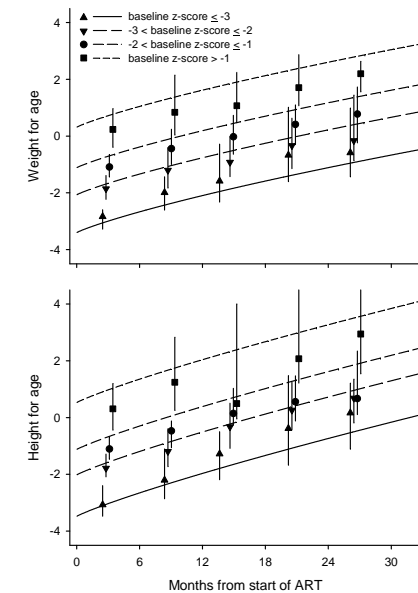 baseline z-score ≤ -3
-3 < baseline z-score ≤ -2
-2 < baseline z-score ≤ -1
baseline z-score > -1
4
2
0
-2
-4
Weight for age
4
2
0
-2
-4
Height for age
0 6 12 18 24 30
Months from start of ART